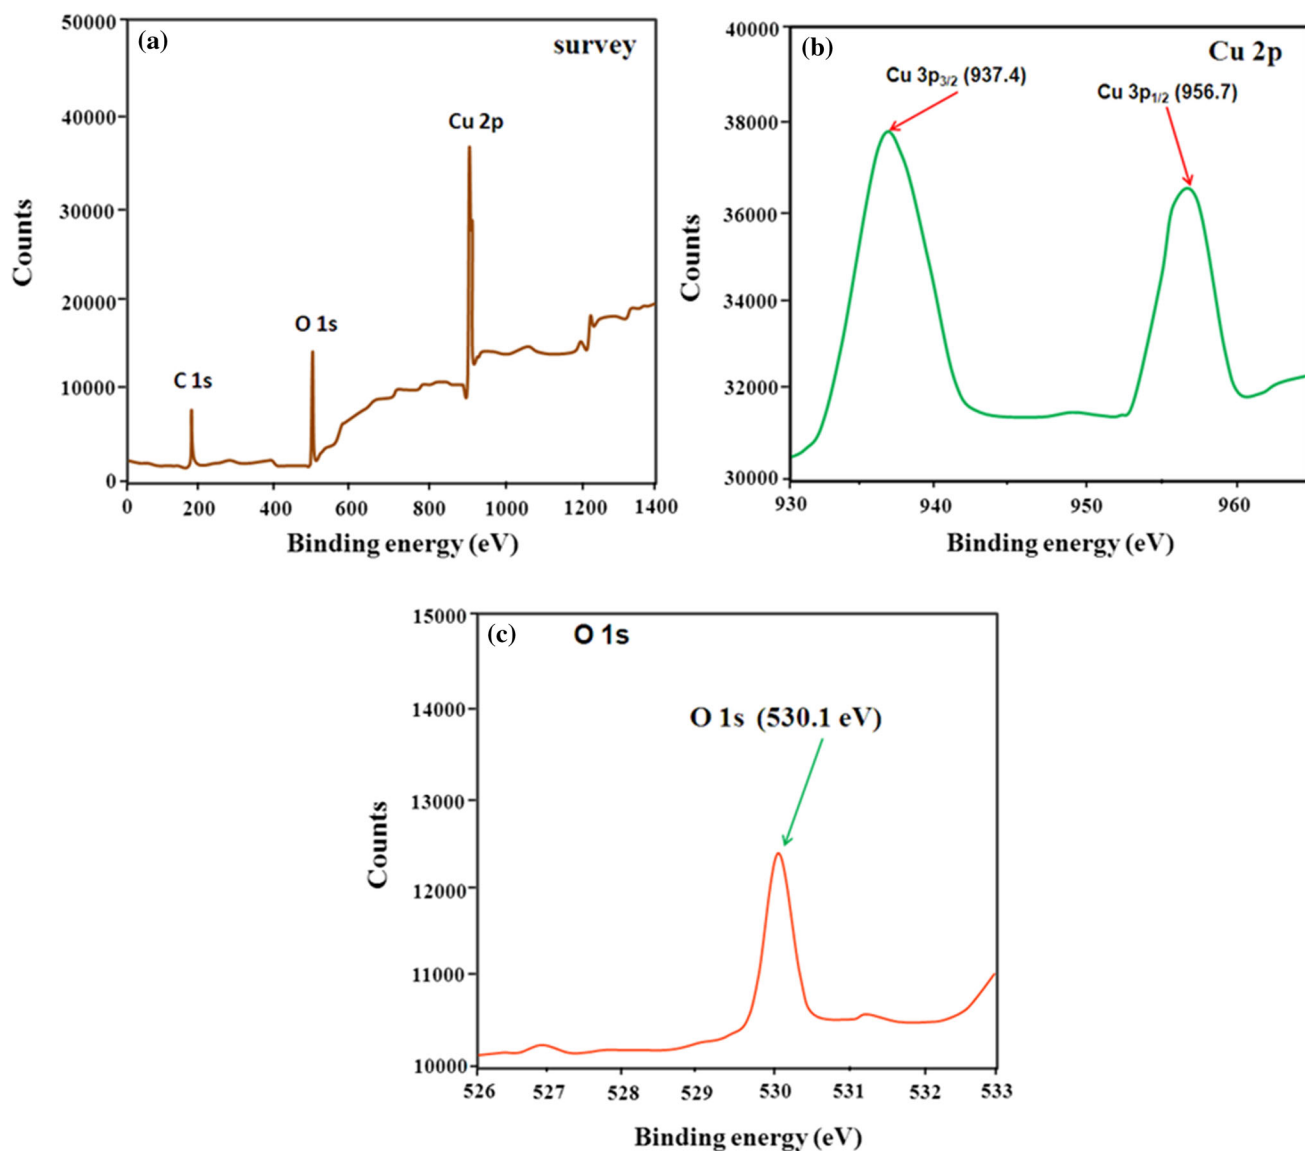 (a)
survey
50000
40000
30000
20000
10000
0
Counts
Cu 2p
O 1s
C 1s
0 200 400 600 800 1000 1200 1400
Binding energy (eV)
(b)
Cu 2p
40000
38000
36000
34000
32000
30000
Counts
Cu 3p3/2 (937.4)
Cu 3p1/2 (956.7)
930 940 950 960
Binding energy (eV)
(c)
O 1s
15000
14000
13000
12000
11000
10000
Counts
O 1s (530.1 eV)
526 527 528 529 530 531 532 533
Binding energy (eV)